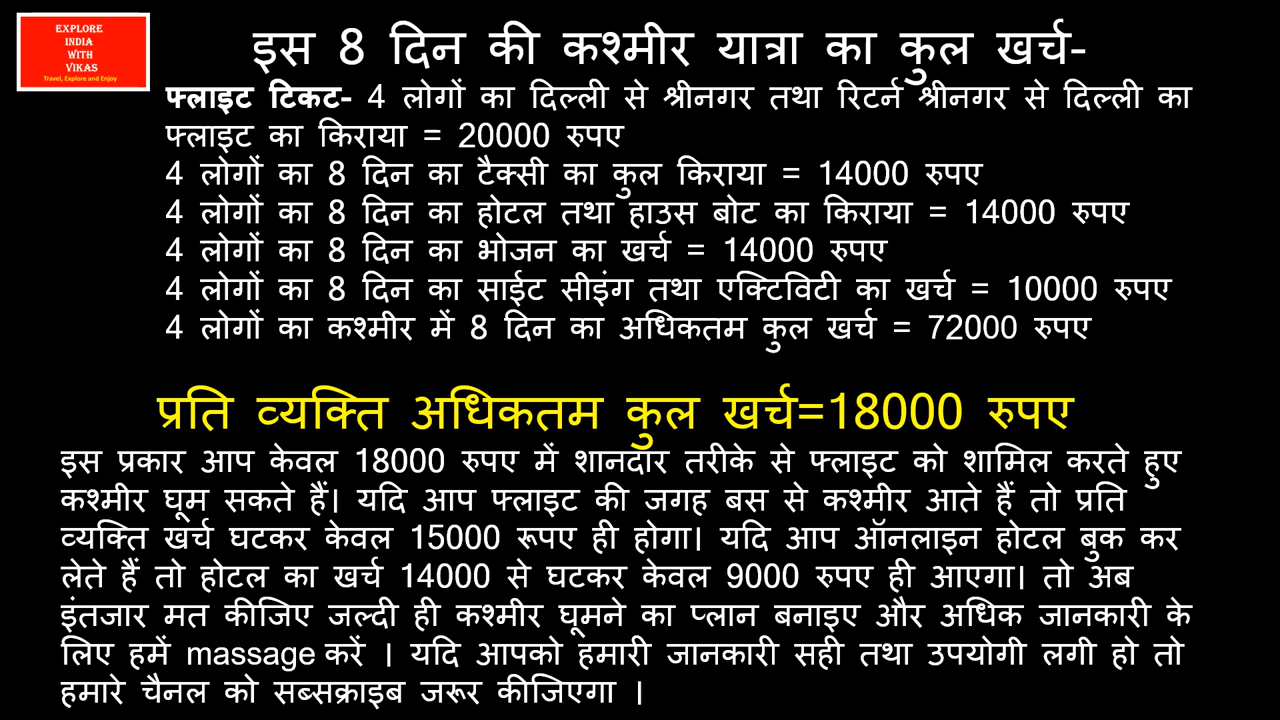 EXPLORE
INDIA
WITH
VIKAS
Travel, Explore and Enjoy
इस 8 दिन की कश्मीर यात्रा का कुल खर्च-
फ्लाइट टिकट- 4 लोगों का दिल्ली से श्रीनगर तथा रिटर्न श्रीनगर से दिल्ली का
फ्लाइट का किराया = 20000 रुपए
4 लोगों का 8 दिन का टैक्सी का कुल किराया = 14000 रुपए
4 लोगों का 8 दिन का होटल तथा हाउस बोट का किराया = 14000 रुपए
4 लोगों का 8 दिन का भोजन का खर्च = 14000 रुपए
4 लोगों का 8 दिन का साईट सीइंग तथा एक्टिविटी का खर्च = 10000 रुपए
4 लोगों का कश्मीर में 8 दिन का अधिकतम कुल खर्च = 72000 रुपए
प्रति व्यक्ति अधिकतम कुल खर्च=18000 रुपए
इस प्रकार आप केवल 18000 रुपए में शानदार तरीके से फ्लाइट को शामिल करते हुए
कश्मीर घूम सकते हैं। यदि आप फ्लाइट की जगह बस से कश्मीर आते हैं तो प्रति
व्यक्ति खर्च घटकर केवल 15000 रूपए ही होगा। यदि आप ऑनलाइन होटल बुक कर
लेते हैं तो होटल का खर्च 14000 से घटकर केवल 9000 रुपए ही आएगा। तो अब
इंतजार मत कीजिए जल्दी ही कश्मीर घूमने का प्लान बनाइए और अधिक जानकारी के
लिए हमें massage करें । यदि आपको हमारी जानकारी सही तथा उपयोगी लगी हो तो
हमारे चैनल को सब्सक्राइब जरूर कीजिएगा ।